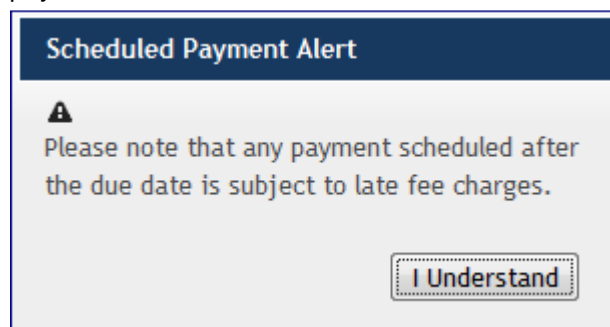 Scheduled Payment Alert
Please note that any payment scheduled after
the due date is subject to late fee charges.
I Understand